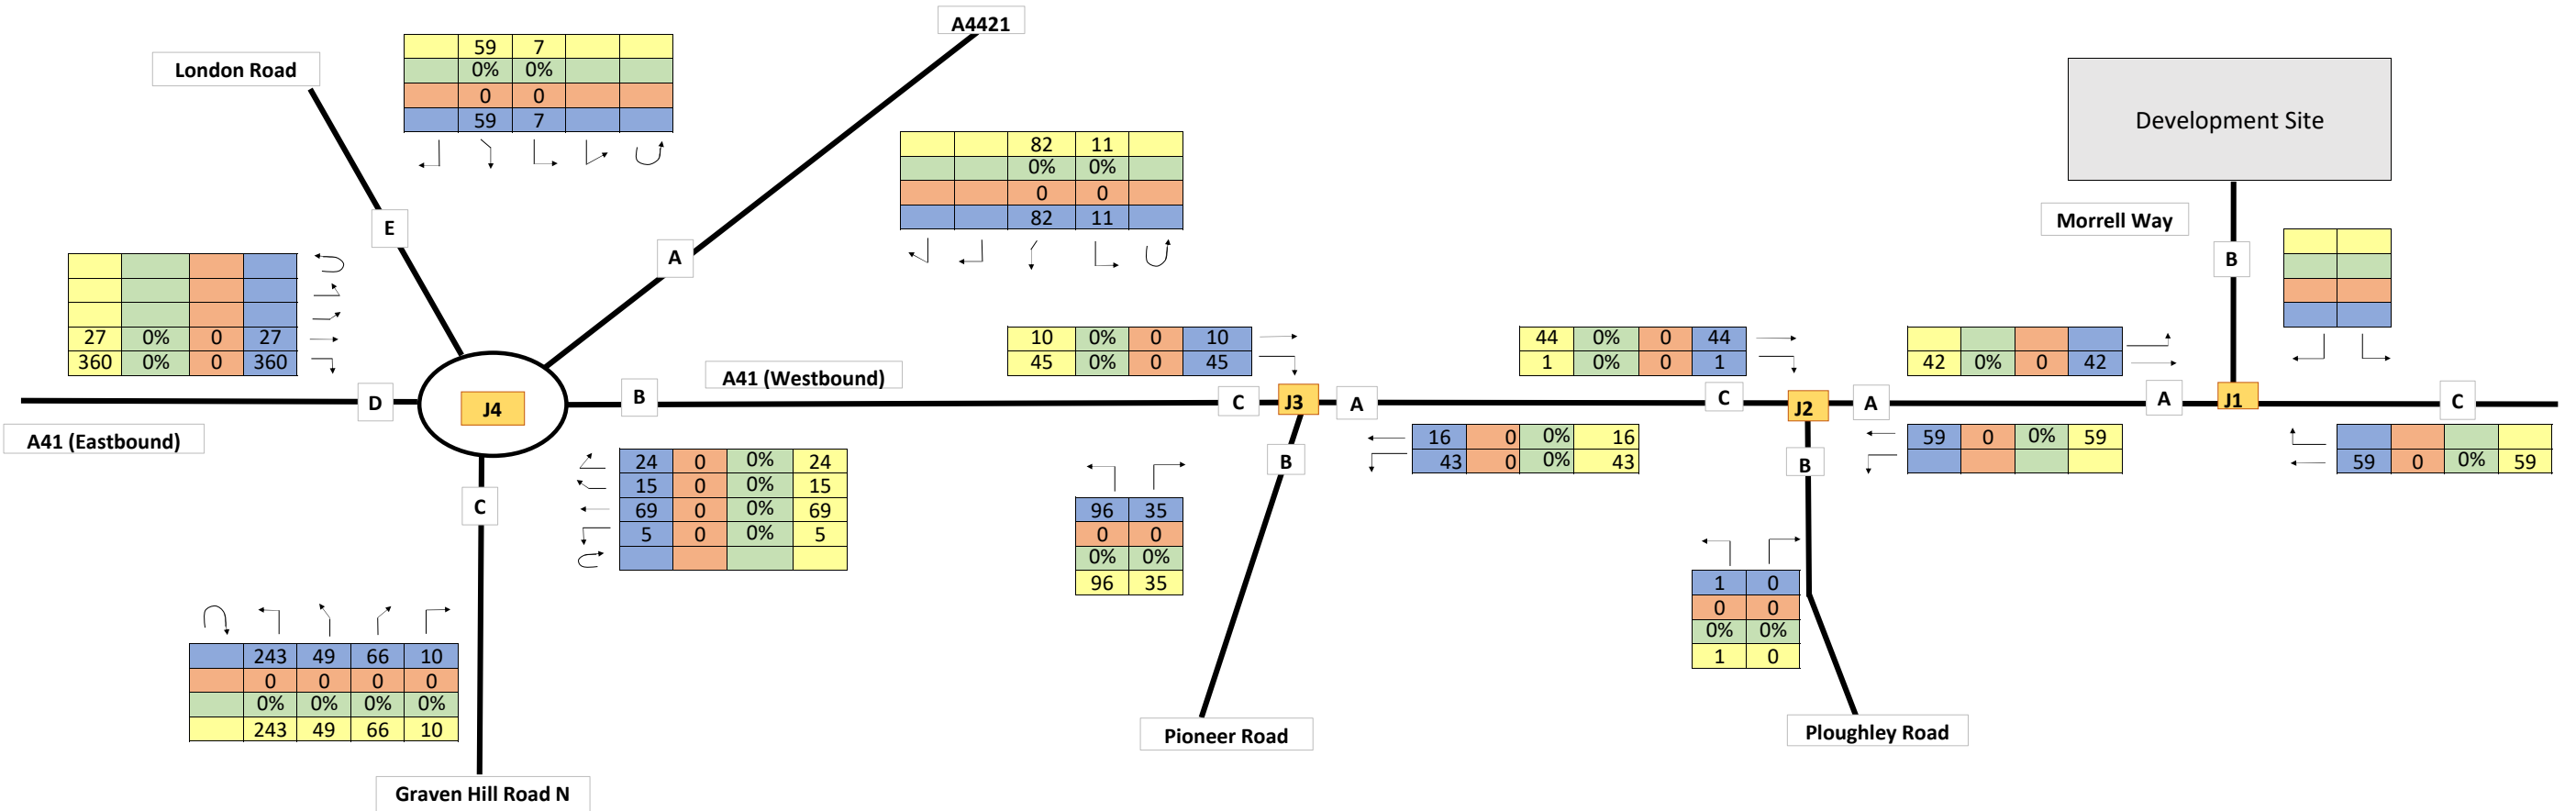 A4421
London Road
59 7
0% 0%
0 0
59 7
Development Site
82 11
0% 0%
0 0
82 11
Morrell Way
E
A
B
27 0% 0 27
360 0% 0 360
10 0% 0 10
45 0% 0 45
44 0% 0 44
1 0% 0 1
42 0% 0 42
A41 (Westbound)
D
J4
B
C
J3
A
C
J2
A
A
J1
C
A41 (Eastbound)
24 0 0% 24
15 0 0% 15
69 0 0% 69
5 0 0% 5
16 0 0% 16
43 0 0% 43
59 0 0% 59
59 0 0% 59
C
B
B
96 35
0 0
0% 0%
96 35
1 0
0 0
0% 0%
1 0
243 49 66 10
0 0 0 0
0% 0% 0% 0%
243 49 66 10
Pioneer Road
Ploughley Road
Graven Hill Road N